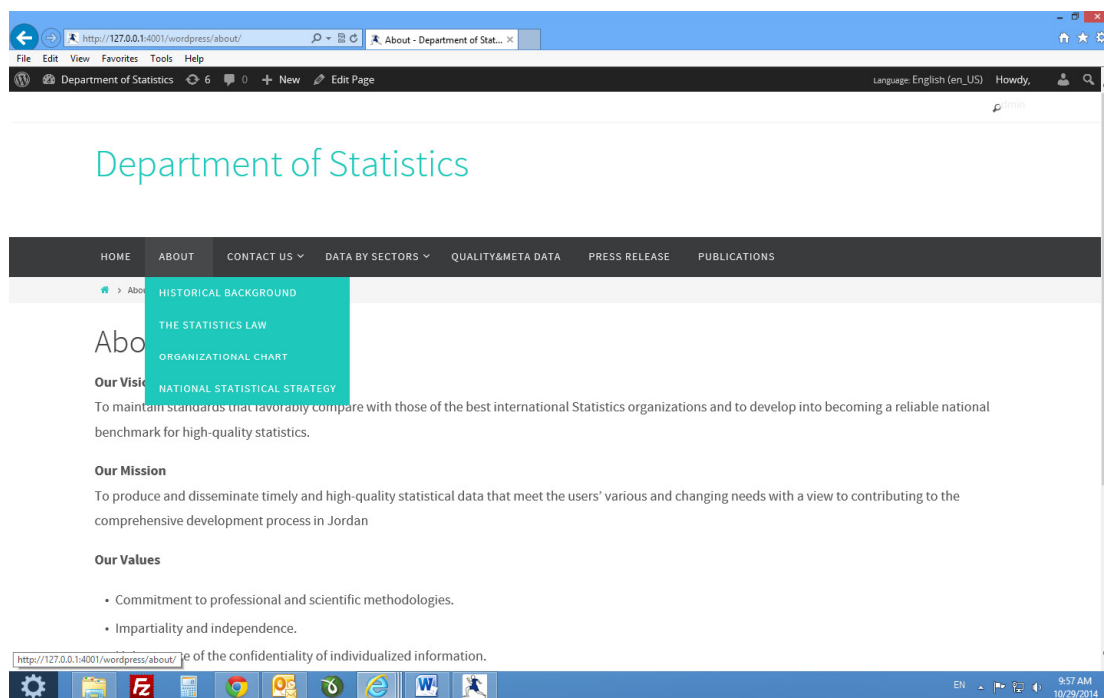 http://127.0.0.1:4001/wordpress/about/
About - Department of Stat...
File Edit View Favorites Tools Help
Department of Statistics 6 0 + New Edit Page Language: English (en_US) Howdy,
admin
Department of Statistics
HOME ABOUT CONTACT US DATA BY SECTORS QUALITY&META DATA PRESS RELEASE PUBLICATIONS
> Abou
HISTORICAL BACKGROUND
THE STATISTICS LAW
Abo
ORGANIZATIONAL CHART
Our Visio
NATIONAL STATISTICAL STRATEGY
To maintain standards that favorably compare with those of the best international Statistics organizations and to develop into becoming a reliable national
benchmark for high-quality statistics.
Our Mission
To produce and disseminate timely and high-quality statistical data that meet the users' various and changing needs with a view to contributing to the
comprehensive development process in Jordan
Our Values
• Commitment to professional and scientific methodologies.
• Impartiality and independence.
of the confidentiality of individualized information.
http://127.0.0.1:4001/wordpress/about/
EN 9:57 AM
10/29/2014